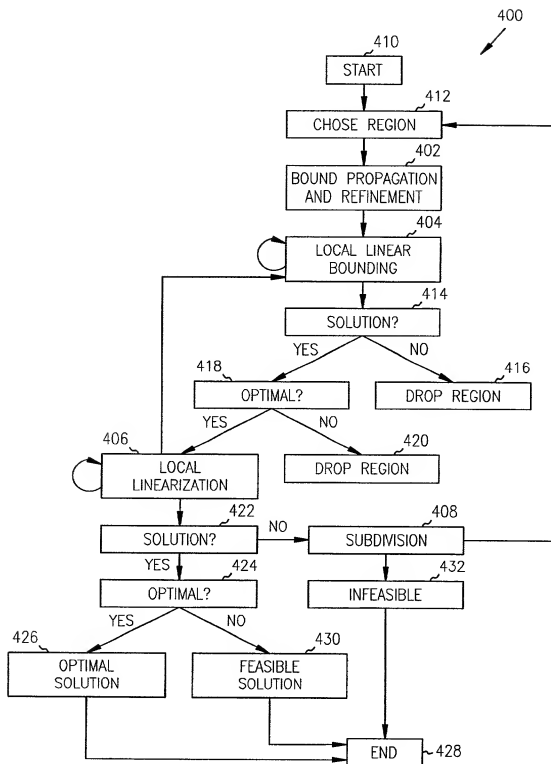 400
410
START
412
CHOSE REGION
402
BOUND PROPAGATION
AND REFINEMENT
404
LOCAL LINEAR
BOUNDING
414
SOLUTION?
YES
NO
418
OPTIMAL?
416
DROP REGION
YES
NO
406
LOCAL
LINEARIZATION
420
DROP REGION
422
SOLUTION?
NO
408
SUBDIVISION
YES
424
OPTIMAL?
432
INFEASIBLE
YES
NO
426
OPTIMAL
SOLUTION
430
FEASIBLE
SOLUTION
END
428